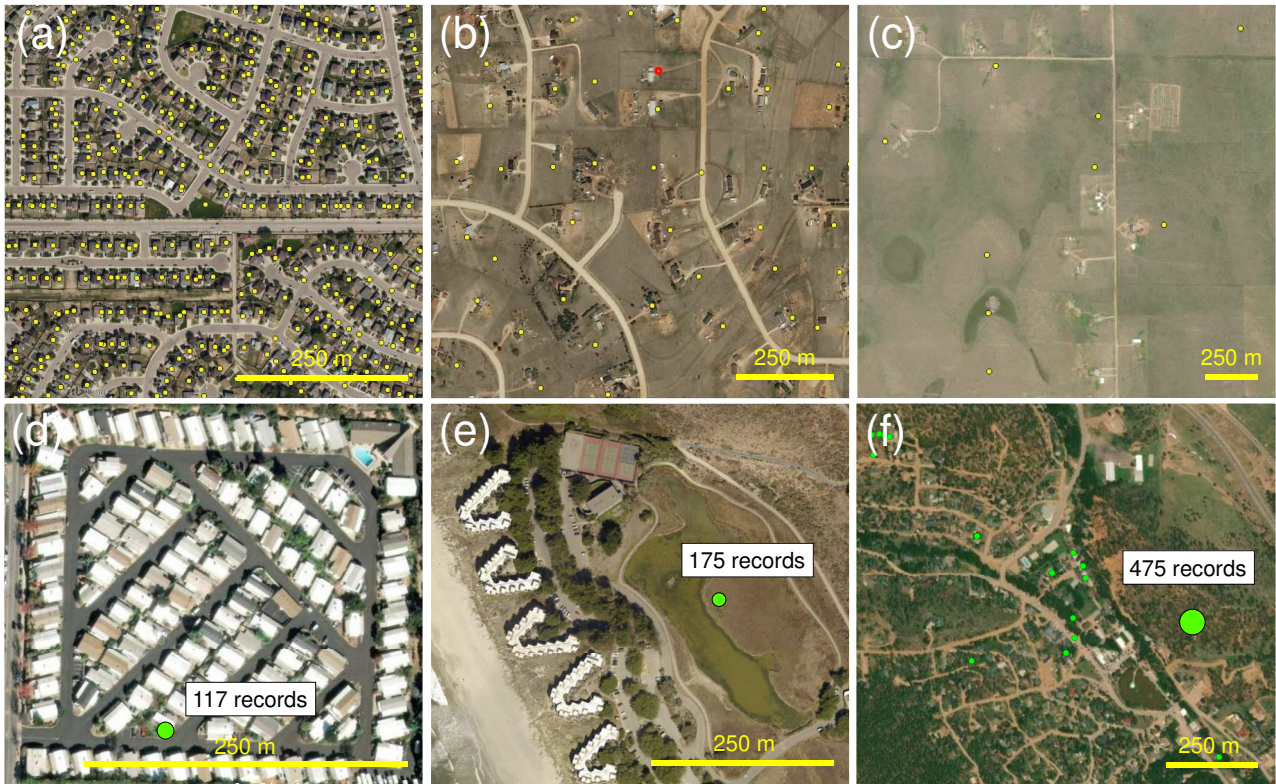 (a)
(b)
(c)
250 m
250 m
250 m
(d)
(e)
(f)
117 records
175 records
475 records
250 m
250 m
250 m